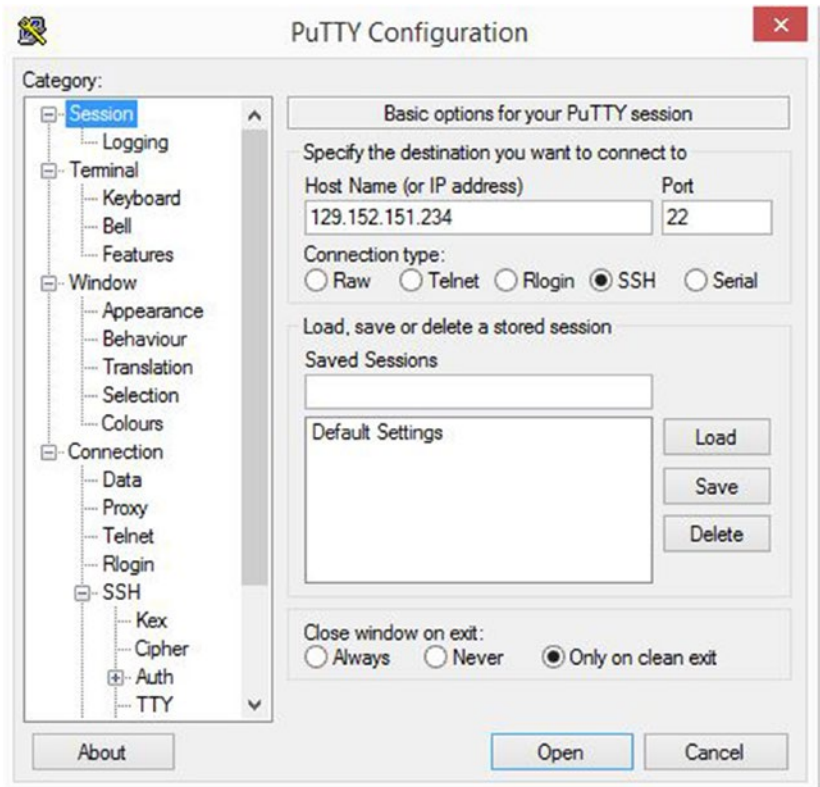 PuTTY Configuration
Category:
Session
Logging
Terminal
Keyboard
Bell
Features
Window
Appearance
Behaviour
Translation
Selection
Colours
Connection
Data
Proxy
Telnet
Rlogin
SSH
Kex
Cipher
Auth
TTY
Basic options for your PuTTY session
Specify the destination you want to connect to
Host Name (or IP address) Port
129.152.151.234 22
Connection type:
Raw Telnet Rlogin SSH Serial
Load, save or delete a stored session
Saved Sessions
Default Settings
Load
Save
Delete
Close window on exit:
Always Never Only on clean exit
About Open Cancel